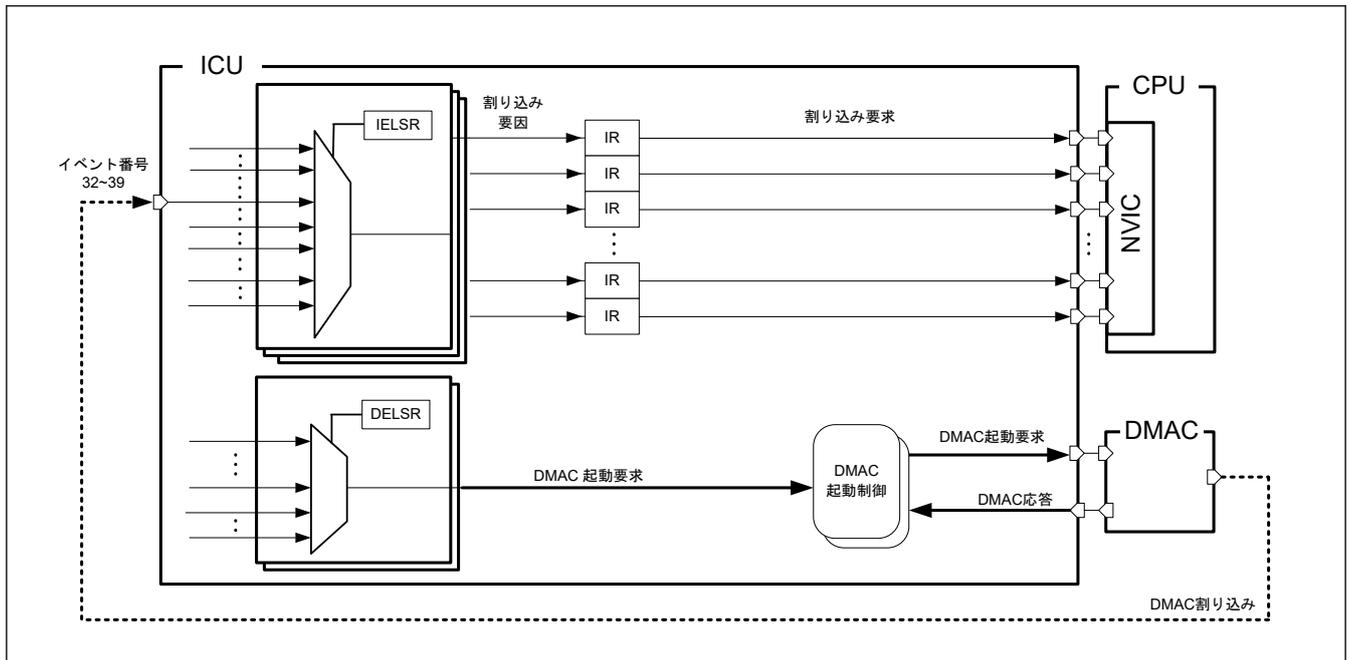 ICU
CPU
IELSR
割り込み
要因
割り込み要求
IR
IR
IR
IR
IR
NVIC
イベント番号
32~39
DELSR
DMAC 起動要求
DMAC
起動制御
DMAC起動要求
DMAC応答
DMAC
DMAC割り込み